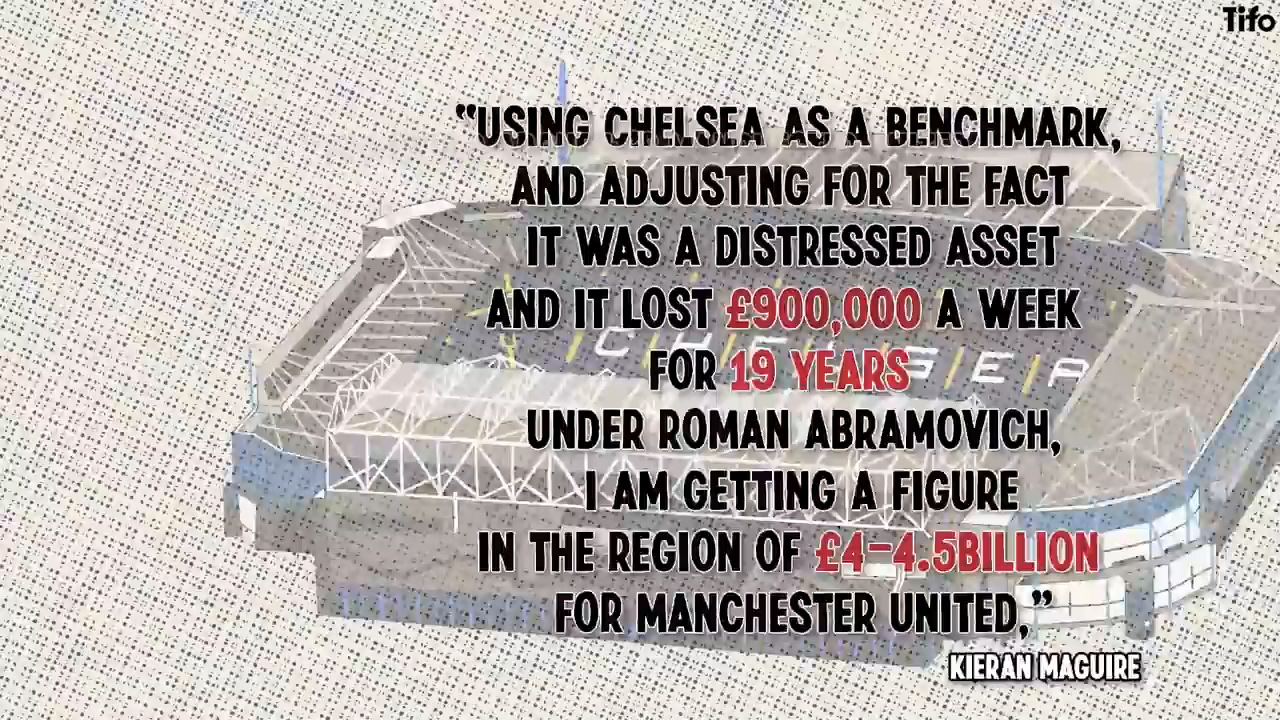 Tifo
“USING CHELSEA AS A BENCHMARK,
AND ADJUSTING FOR THE FACT
IT WAS A DISTRESSED ASSET
AND IT LOST £900,000 A WEEK
FOR 19 YEARS
UNDER ROMAN ABRAMOVICH,
I AM GETTING A FIGURE
IN THE REGION OF £4-4.5BILLION
FOR MANCHESTER UNITED,”
KIERAN MAGUIRE
CHELSEA